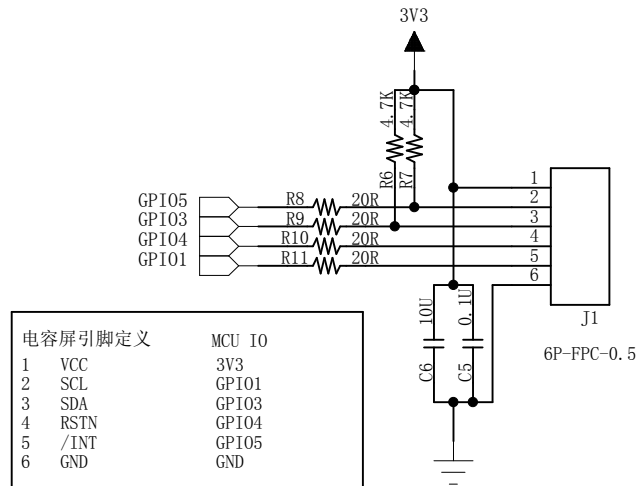 3V3
4.7K
4.7K
R6
R7
1
GPIO5 R8 20R 2
GPIO3 R9 20R 3
GPIO4 R10 20R 4
GPIO1 R11 20R 5
6
10U
0.1U
C6
C5
J1
6P-FPC-0.5
电容屏引脚定义 MCU IO
1 VCC 3V3
2 SCL GPIO1
3 SDA GPIO3
4 RSTN GPIO4
5 /INT GPIO5
6 GND GND